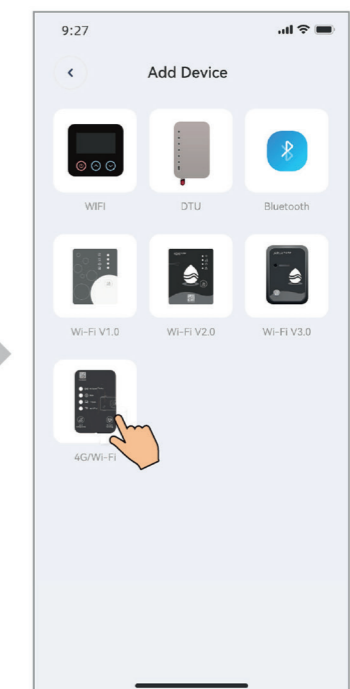 9:27
Add Device
WIFI
DTU
Bluetooth
Wi-Fi V1.0
Wi-Fi V2.0
Wi-Fi V3.0
4G/Wi-Fi